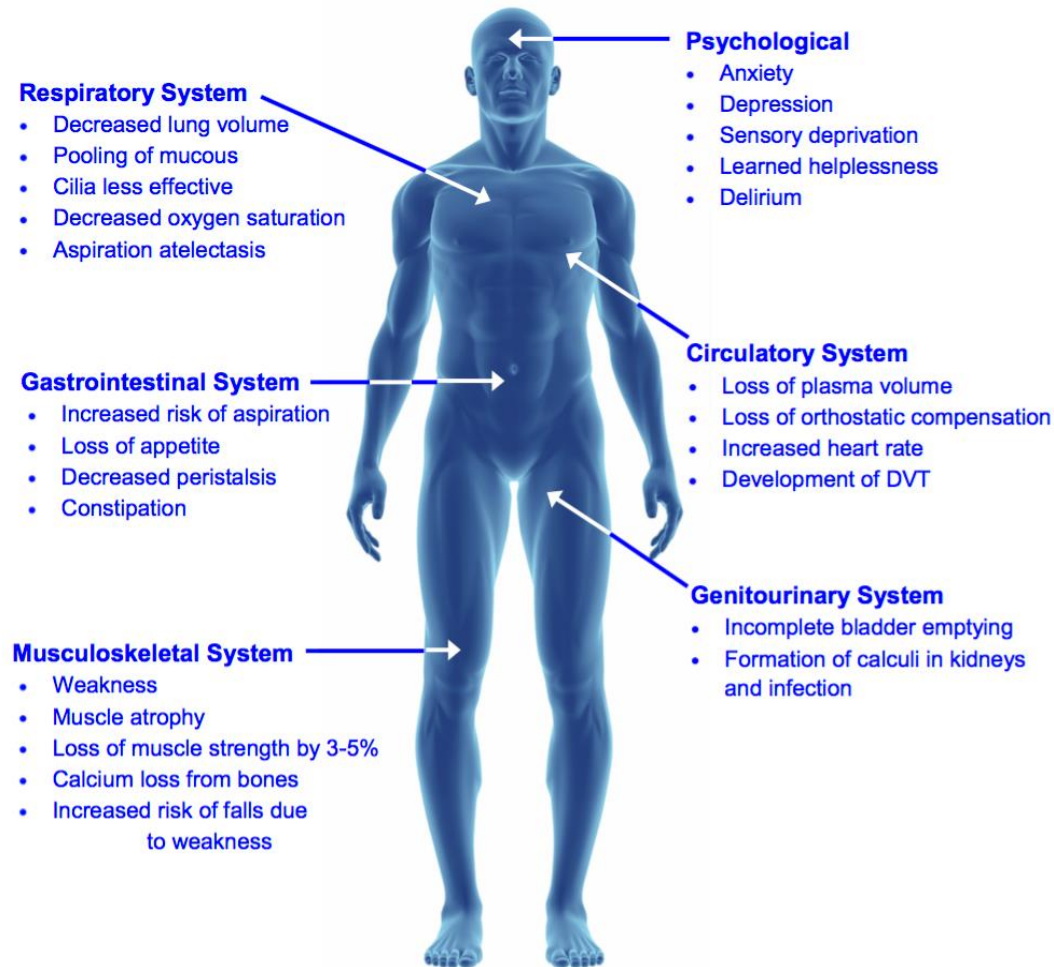 Psychological
• Anxiety
• Depression
• Sensory deprivation
• Learned helplessness
• Delirium
Respiratory System
• Decreased lung volume
• Pooling of mucous
• Cilia less effective
• Decreased oxygen saturation
• Aspiration atelectasis
Circulatory System
• Loss of plasma volume
• Loss of orthostatic compensation
• Increased heart rate
• Development of DVT
Gastrointestinal System
• Increased risk of aspiration
• Loss of appetite
• Decreased peristalsis
• Constipation
Genitourinary System
• Incomplete bladder emptying
• Formation of calculi in kidneys
and infection
Musculoskeletal System
• Weakness
• Muscle atrophy
• Loss of muscle strength by 3-5%
• Calcium loss from bones
• Increased risk of falls due
to weakness